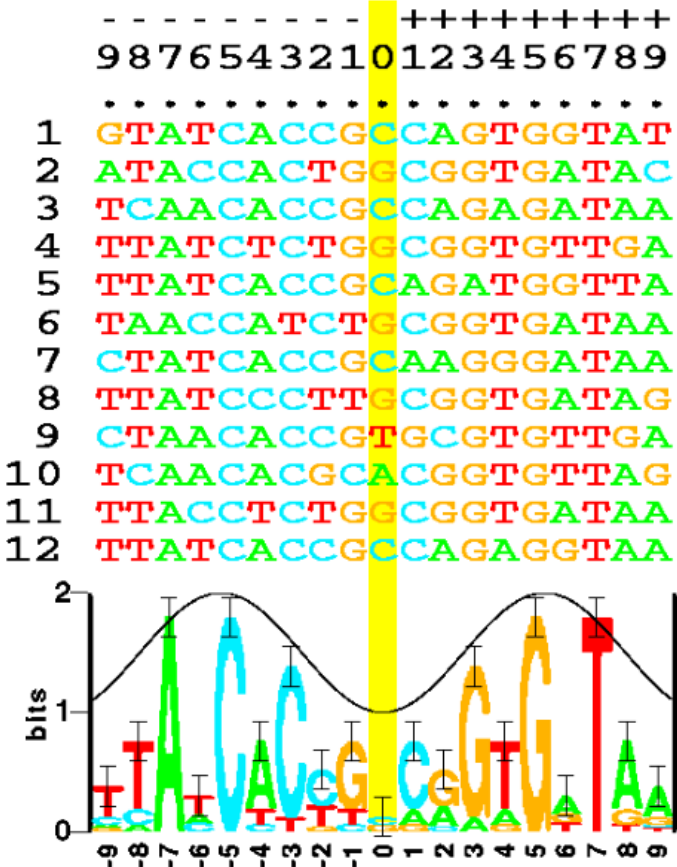 - - - - - - - - - + + + + + + + + +
9 8 7 6 5 4 3 2 1 0 1 2 3 4 5 6 7 8 9
. . . . . . . . . . . . . . . . . . .
1 GTATCACCGCCAGTGGTAT
2 ATACCACTGGCGGTGATAC
3 TCAACACCGCCAGAGATAA
4 TTATCTCTGGCGGTGTTGA
5 TTATCACCGCAGATGGTTA
6 TAACCATCTGCGGTGATAA
7 CTATCACCGCAAGGGATAA
8 TTATCCCTTGCGGTGATAG
9 CTAACACCGTGCGTGTTGA
10 TCAACACGCACGGTGTTAG
11 TTACCTCTGGCGGTGATAA
12 TTATCACCGCCAGAGGTAA
2
1
0
bits
T T A T C A C C G C G G T G A T A A
-9 -8 -7 -6 -5 -4 -3 -2 -1 0 1 2 3 4 5 6 7 8 9